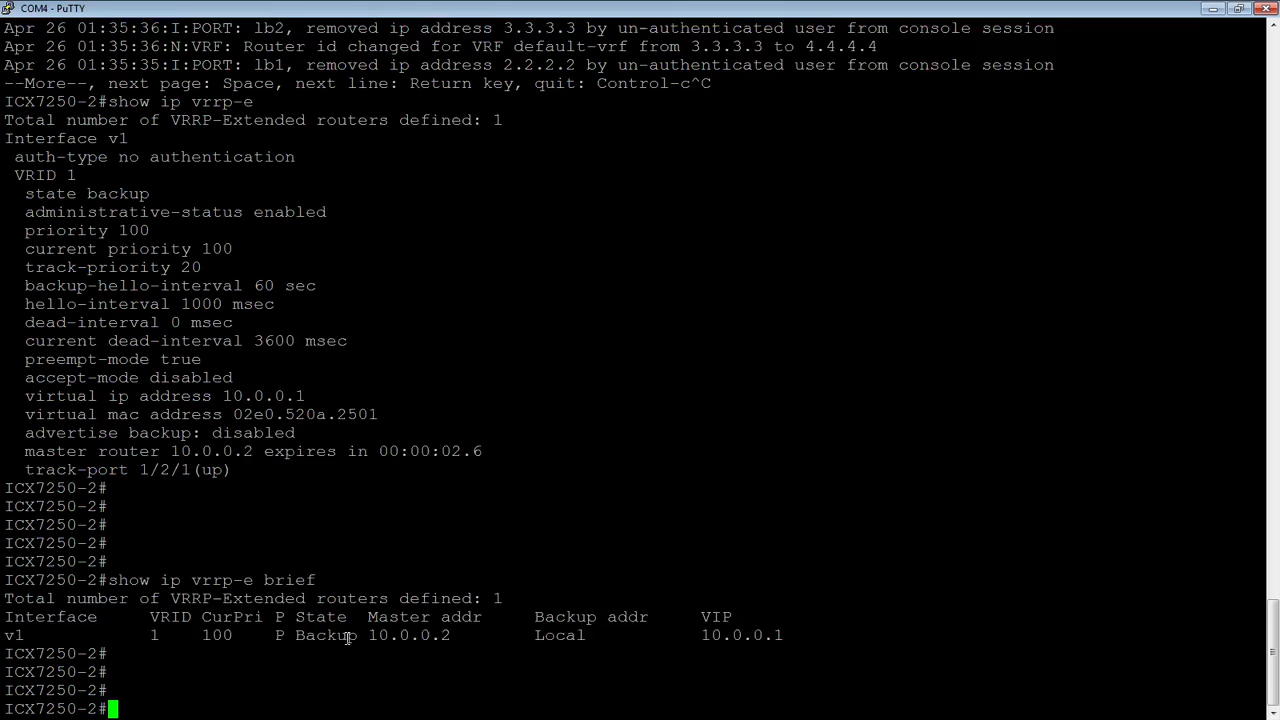 COM4 - PuTTY
Apr 26 01:35:36:I:PORT: lb2, removed ip address 3.3.3.3 by un-authenticated user from console session
Apr 26 01:35:36:N:VRF: Router id changed for VRF default-vrf from 3.3.3.3 to 4.4.4.4
Apr 26 01:35:35:I:PORT: lb1, removed ip address 2.2.2.2 by un-authenticated user from console session
--More--, next page: Space, next line: Return key, quit: Control-c^C
ICX7250-2#show ip vrrp-e
Total number of VRRP-Extended routers defined: 1
Interface v1
auth-type no authentication
VRID 1
state backup
administrative-status enabled
priority 100
current priority 100
track-priority 20
backup-hello-interval 60 sec
hello-interval 1000 msec
dead-interval 0 msec
current dead-interval 3600 msec
preempt-mode true
accept-mode disabled
virtual ip address 10.0.0.1
virtual mac address 02e0.520a.2501
advertise backup: disabled
master router 10.0.0.2 expires in 00:00:02.6
track-port 1/2/1(up)
ICX7250-2#
ICX7250-2#
ICX7250-2#
ICX7250-2#
ICX7250-2#
ICX7250-2#show ip vrrp-e brief
Total number of VRRP-Extended routers defined: 1
Interface VRID CurPri P State Master addr Backup addr VIP
v1 1 100 P Backup 10.0.0.2 Local 10.0.0.1
ICX7250-2#
ICX7250-2#
ICX7250-2#
ICX7250-2#